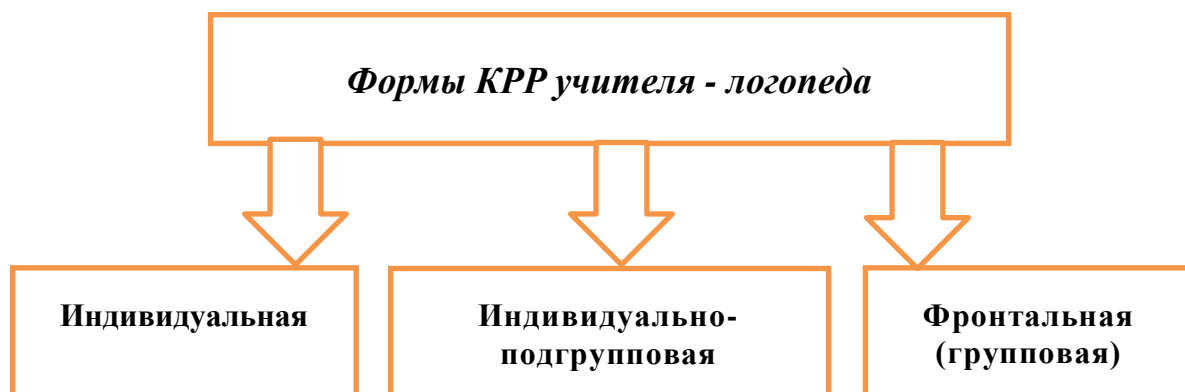 Формы КРР учителя - логопеда
Индивидуальная
Индивидуально-
подгрупповая
Фронтальная
(групповая)